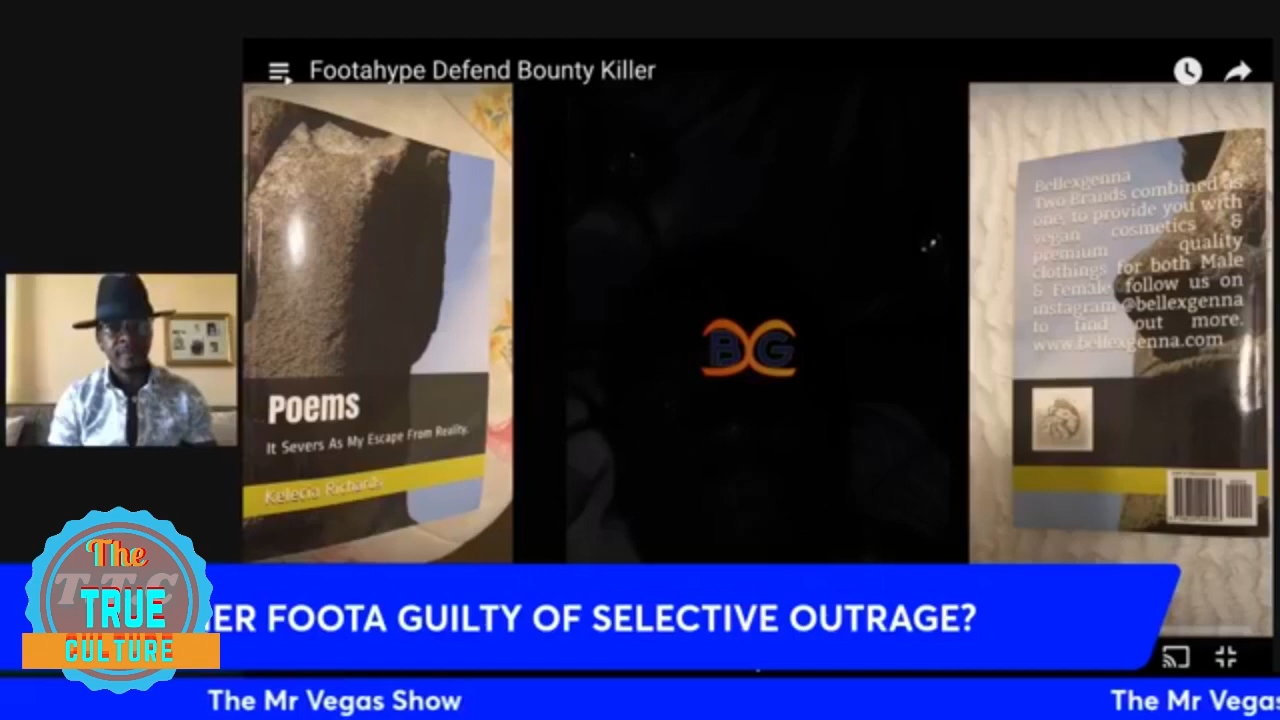 Footahype Defend Bounty Killer
Poems
It Severs As My Escape From Reality.
Kelecia Richards
BG
Bellexgenna
Two Brands combined as
one, to provide you with
vegan cosmetics &
premium quality
clothings for both Male
& Female, follow us on
instagram @bellexgenna
to find out more.
www.bellexgenna.com
ER FOOTA GUILTY OF SELECTIVE OUTRAGE?
The
TTC
TRUE
CULTURE
The Mr Vegas Show
The Mr Vegas